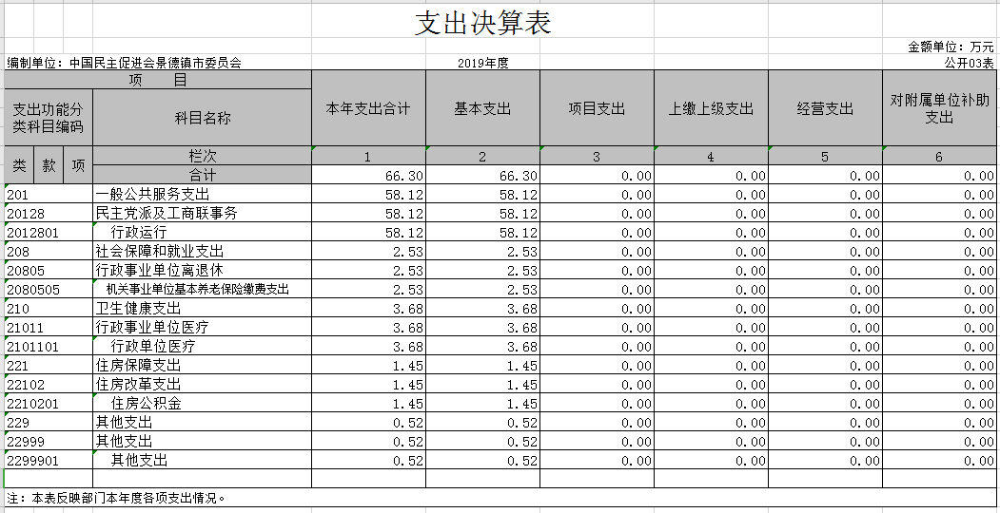 支出决算表
金额单位：万元
编制单位：中国民主促进会景德镇市委员会 2019年度 公开03表
项 目 本年支出合计 基本支出 项目支出 上缴上级支出 经营支出 对附属单位补助支出
支出功能分类科目编码 科目名称
类 款 项 栏次 1 2 3 4 5 6
合计 66.30 66.30 0.00 0.00 0.00 0.00
201 一般公共服务支出 58.12 58.12 0.00 0.00 0.00 0.00
20128 民主党派及工商联事务 58.12 58.12 0.00 0.00 0.00 0.00
2012801 行政运行 58.12 58.12 0.00 0.00 0.00 0.00
208 社会保障和就业支出 2.53 2.53 0.00 0.00 0.00 0.00
20805 行政事业单位离退休 2.53 2.53 0.00 0.00 0.00 0.00
2080505 机关事业单位基本养老保险缴费支出 2.53 2.53 0.00 0.00 0.00 0.00
210 卫生健康支出 3.68 3.68 0.00 0.00 0.00 0.00
21011 行政事业单位医疗 3.68 3.68 0.00 0.00 0.00 0.00
2101101 行政单位医疗 3.68 3.68 0.00 0.00 0.00 0.00
221 住房保障支出 1.45 1.45 0.00 0.00 0.00 0.00
22102 住房改革支出 1.45 1.45 0.00 0.00 0.00 0.00
2210201 住房公积金 1.45 1.45 0.00 0.00 0.00 0.00
229 其他支出 0.52 0.52 0.00 0.00 0.00 0.00
22999 其他支出 0.52 0.52 0.00 0.00 0.00 0.00
2299901 其他支出 0.52 0.52 0.00 0.00 0.00 0.00
注：本表反映部门本年度各项支出情况。